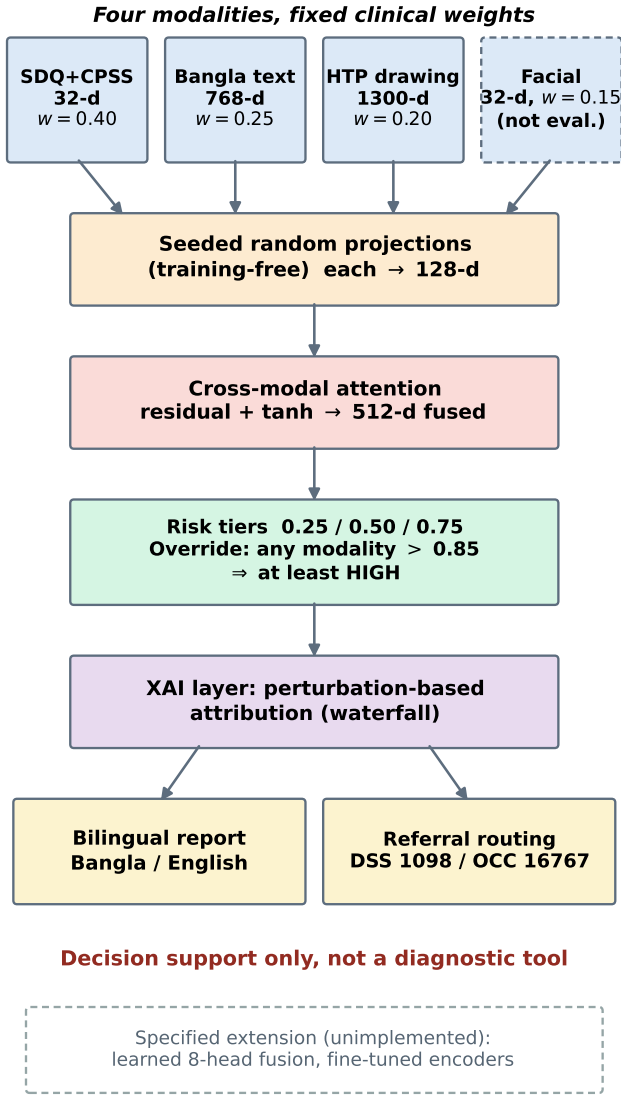 Four modalities, fixed clinical weights
SDQ+CPSS
32-d
w = 0.40
Bangla text
768-d
w = 0.25
HTP drawing
1300-d
w = 0.20
Facial
32-d, w = 0.15
(not eval.)
Seeded random projections
(training-free) each → 128-d
Cross-modal attention
residual + tanh → 512-d fused
Risk tiers 0.25 / 0.50 / 0.75
Override: any modality > 0.85
⇒ at least HIGH
XAI layer: perturbation-based
attribution (waterfall)
Bilingual report
Bangla / English
Referral routing
DSS 1098 / OCC 16767
Decision support only, not a diagnostic tool
Specified extension (unimplemented):
learned 8-head fusion, fine-tuned encoders